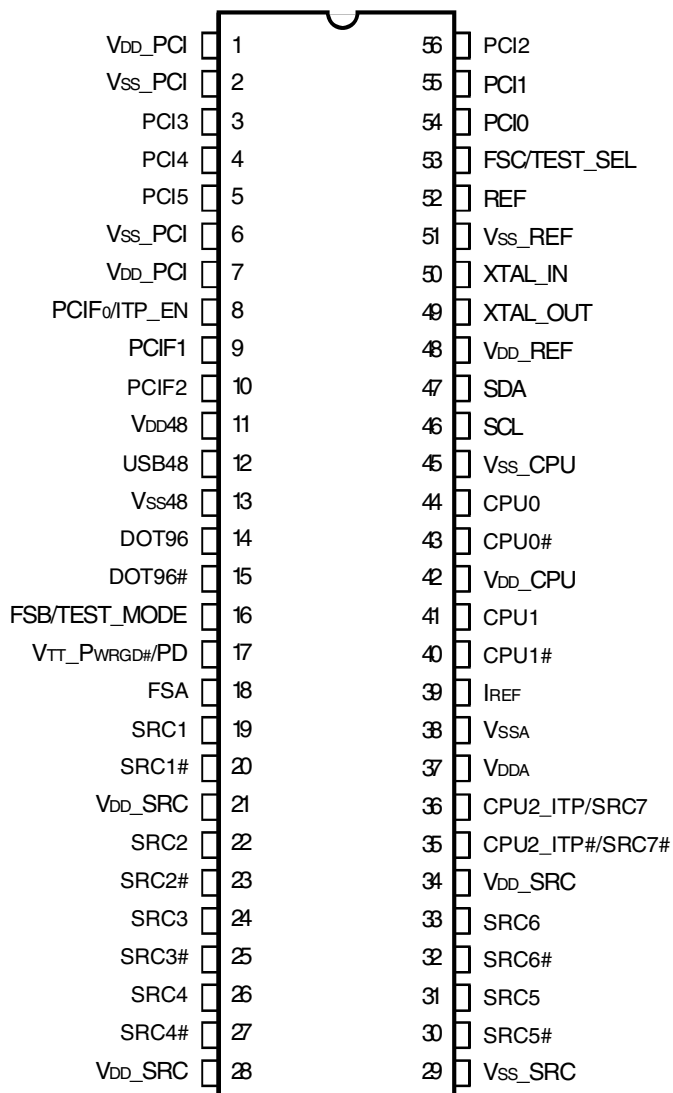 VDD_PCI 1 56 PCI2
VSS_PCI 2 55 PCI1
PCI3 3 54 PCI0
PCI4 4 53 FSC/TEST_SEL
PCI5 5 52 REF
VSS_PCI 6 51 VSS_REF
VDD_PCI 7 50 XTAL_IN
PCIF0/ITP_EN 8 49 XTAL_OUT
PCIF1 9 48 VDD_REF
PCIF2 10 47 SDA
VDD48 11 46 SCL
USB48 12 45 VSS_CPU
VSS48 13 44 CPU0
DOT96 14 43 CPU0#
DOT96# 15 42 VDD_CPU
FSB/TEST_MODE 16 41 CPU1
VTT_PWRGD#/PD 17 40 CPU1#
FSA 18 39 IREF
SRC1 19 38 VSSA
SRC1# 20 37 VDDA
VDD_SRC 21 36 CPU2_ITP/SRC7
SRC2 22 35 CPU2_ITP#/SRC7#
SRC2# 23 34 VDD_SRC
SRC3 24 33 SRC6
SRC3# 25 32 SRC6#
SRC4 26 31 SRC5
SRC4# 27 30 SRC5#
VDD_SRC 28 29 VSS_SRC